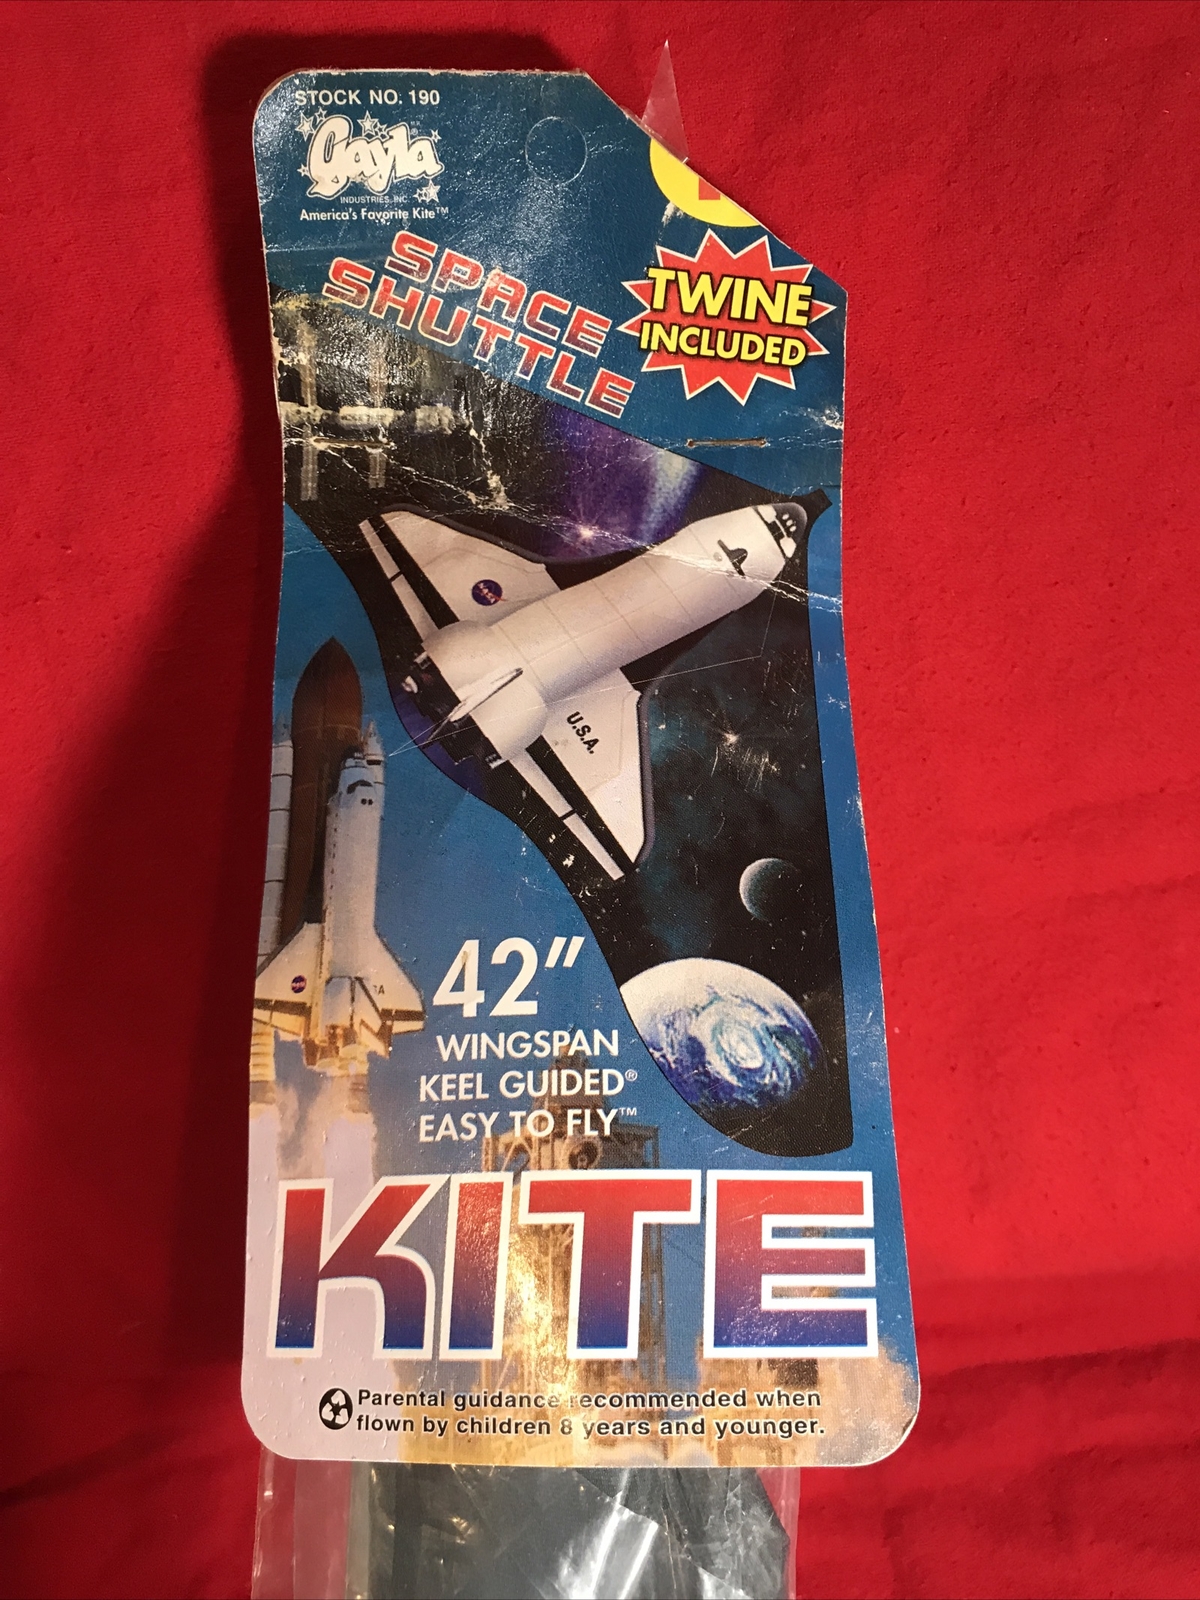 STOCK NO. 190
Gayla®
INDUSTRIES, INC.
America's Favorite Kite™
SPACE
SHUTTLE
TWINE
INCLUDED
NASA
U.S.A.
42"
WINGSPAN
KEEL GUIDED®
EASY TO FLY™
KITE
Parental guidance recommended when
flown by children 8 years and younger.